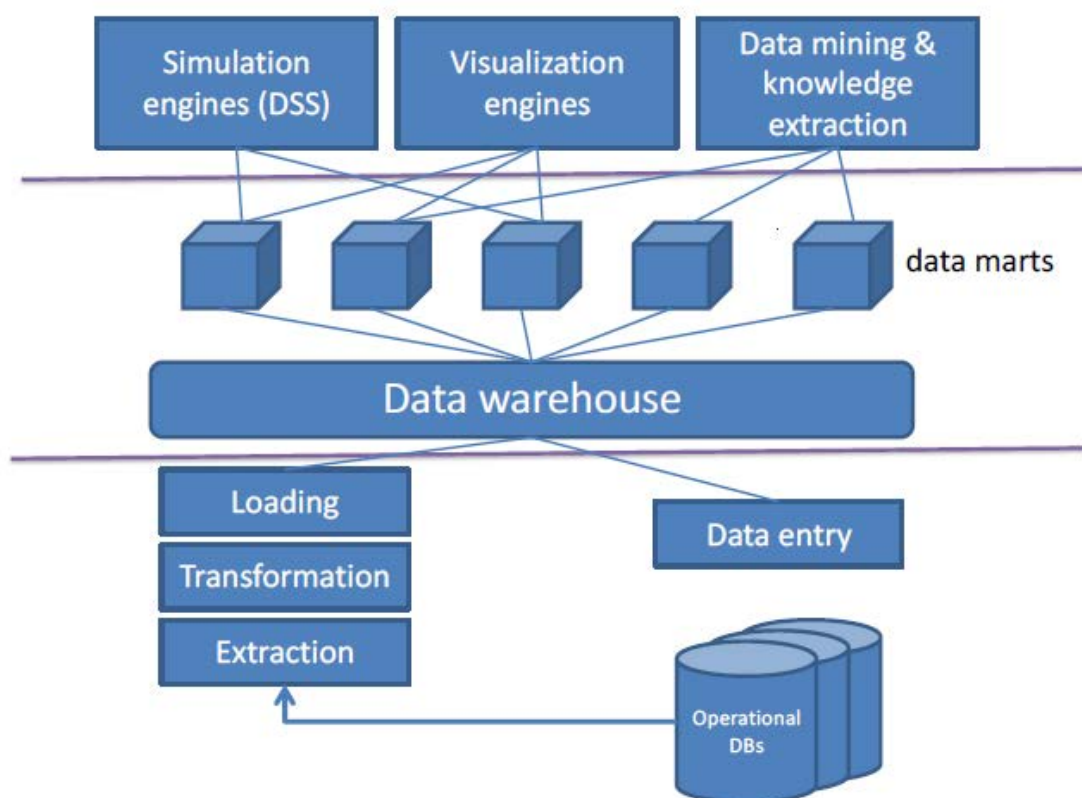 Simulation
engines (DSS)
Visualization
engines
Data mining &
knowledge
extraction
data marts
Data warehouse
Loading
Data entry
Transformation
Extraction
Operational
DBs